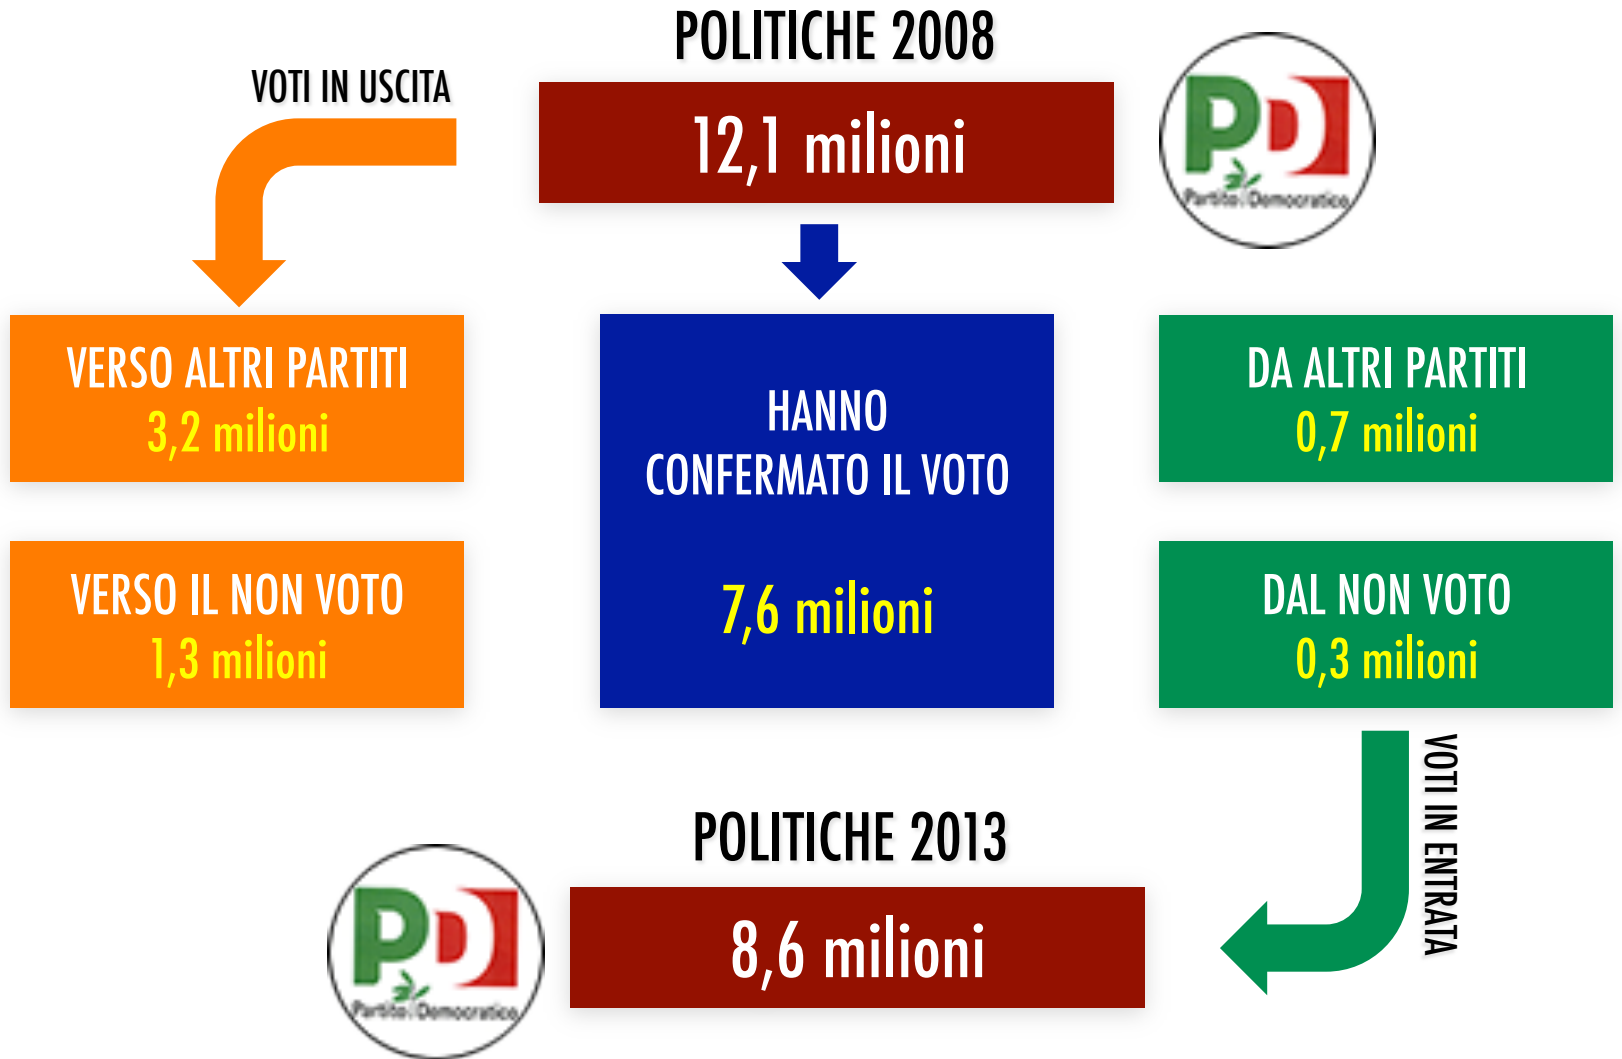 POLITICHE 2008
VOTI IN USCITA
12,1 milioni
PD
Partito Democratico
VERSO ALTRI PARTITI
3,2 milioni
VERSO IL NON VOTO
1,3 milioni
HANNO
CONFERMATO IL VOTO
7,6 milioni
DA ALTRI PARTITI
0,7 milioni
DAL NON VOTO
0,3 milioni
VOTI IN ENTRATA
POLITICHE 2013
PD
Partito Democratico
8,6 milioni